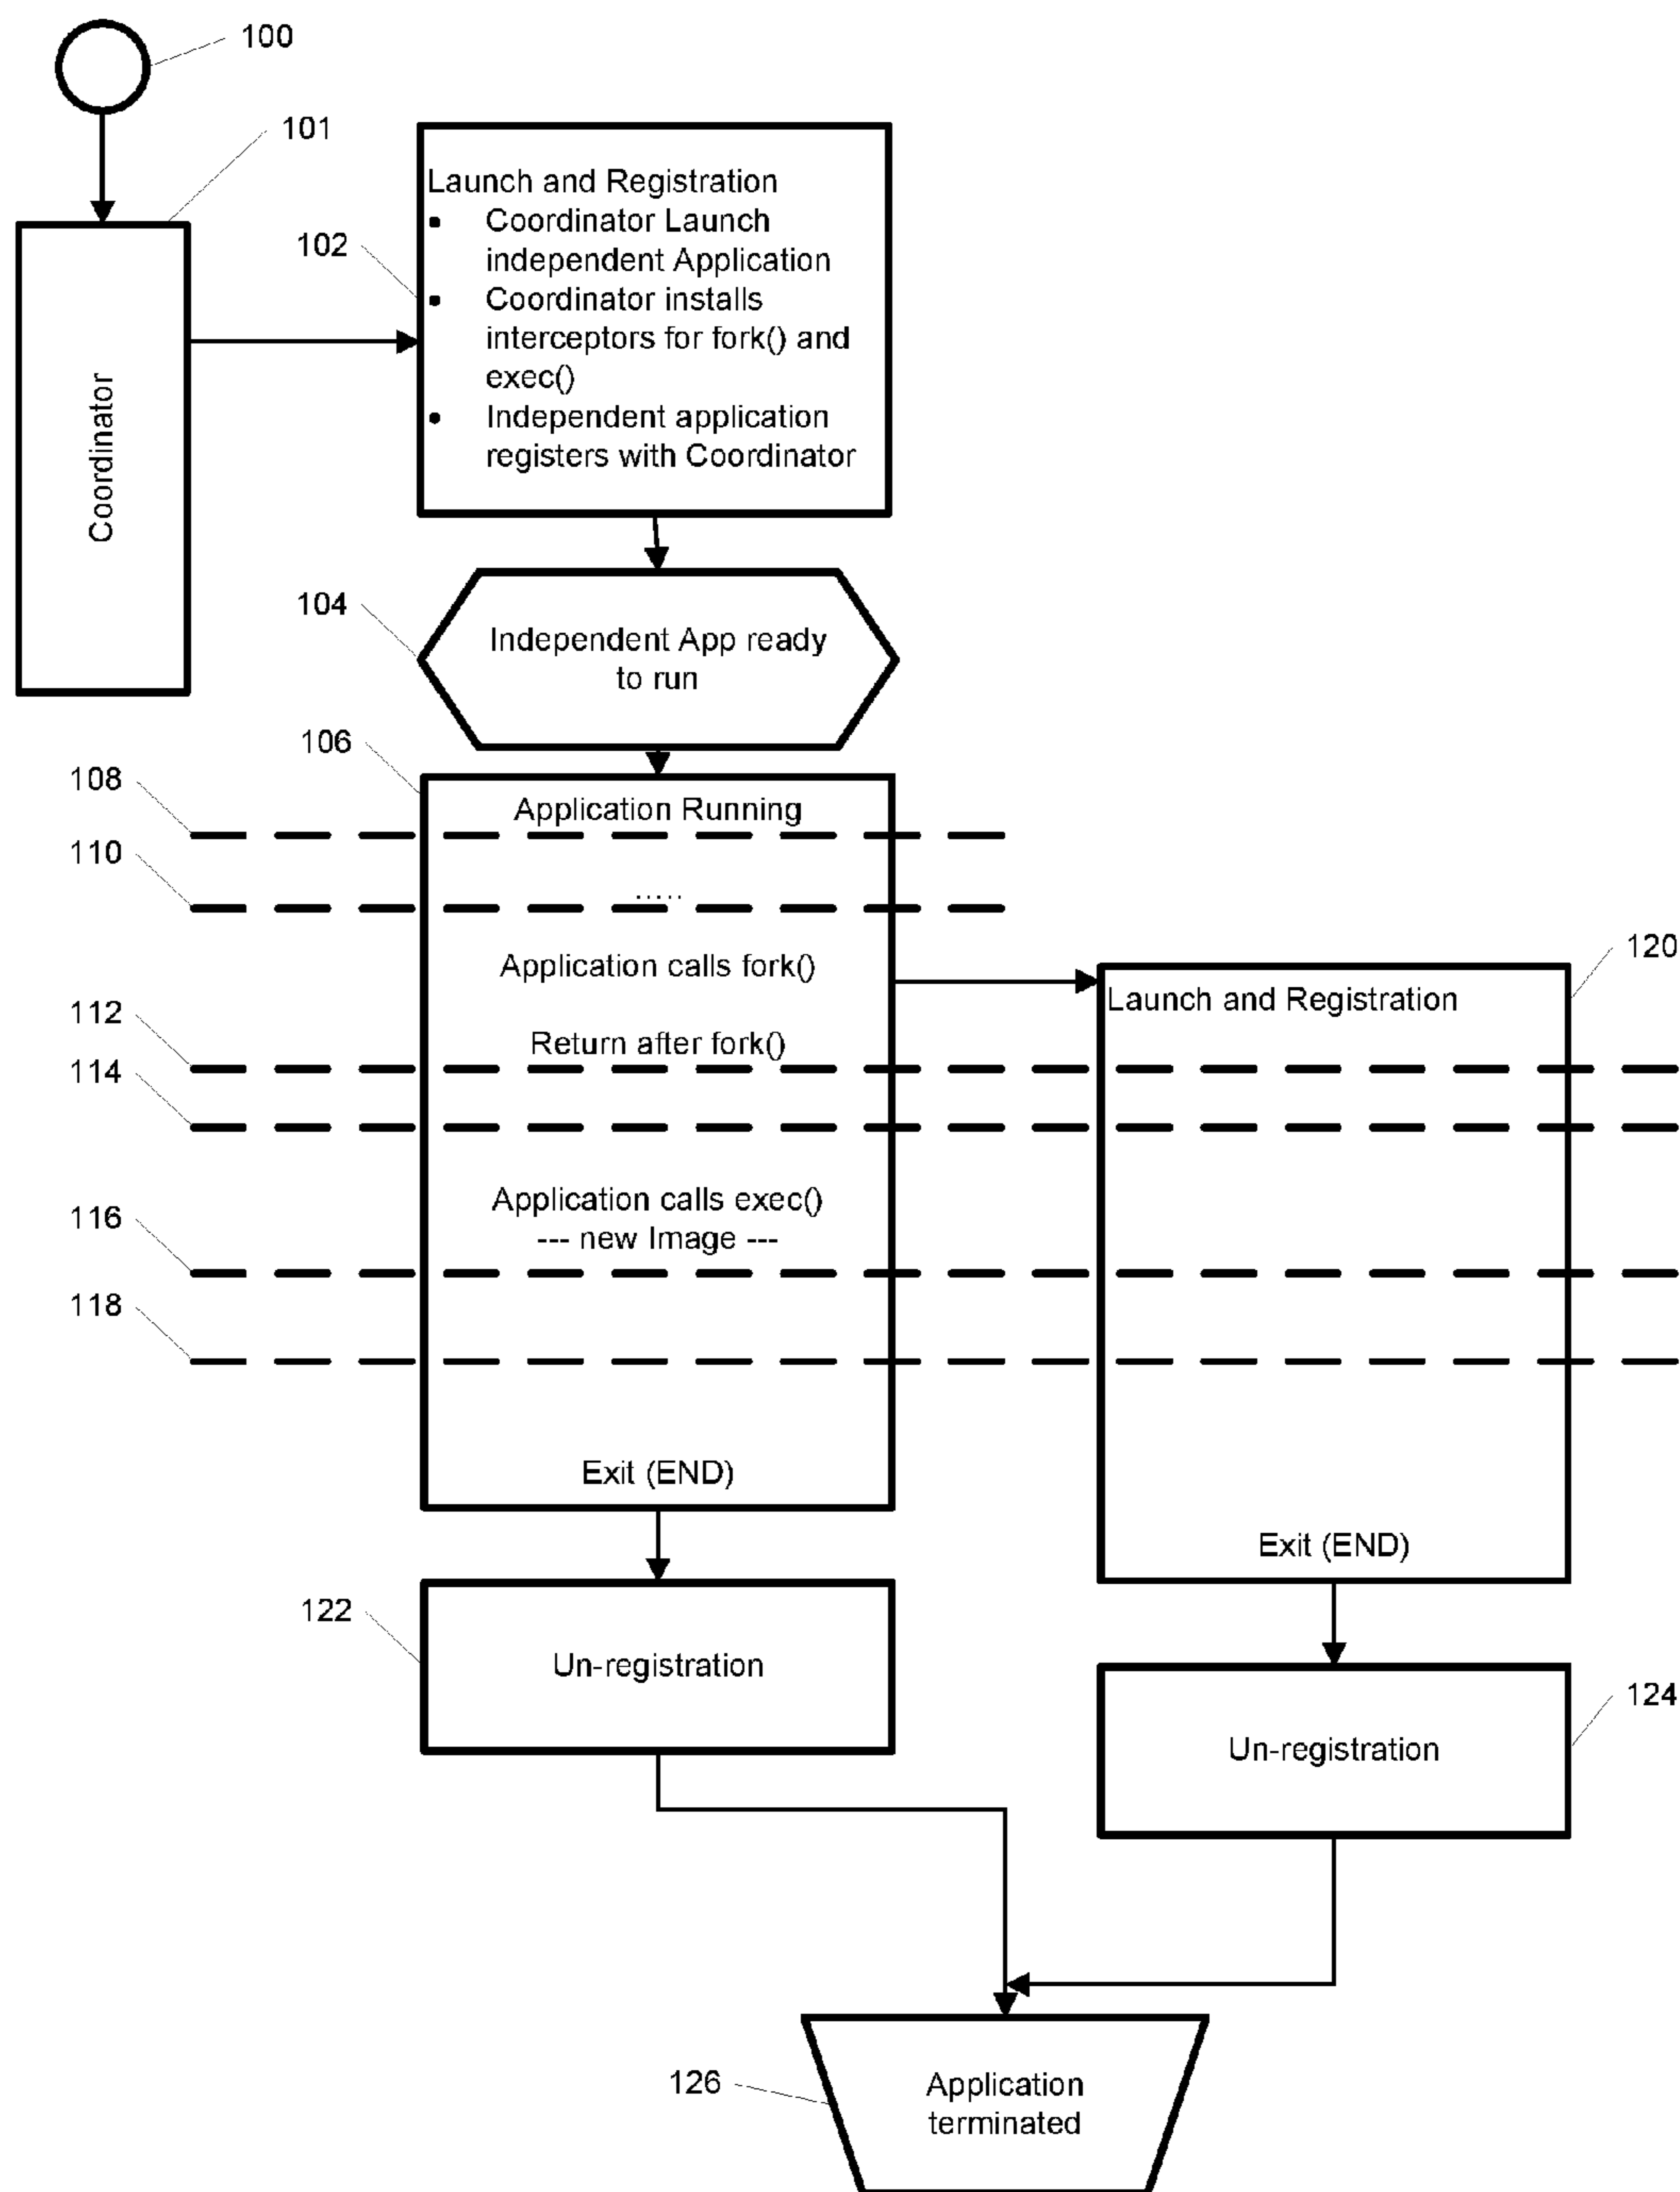 100
101
Coordinator
102
Launch and Registration
• Coordinator Launch
independent Application
• Coordinator installs
interceptors for fork() and
exec()
• Independent application
registers with Coordinator
104
Independent App ready
to run
106
108
Application Running
110
.....
Application calls fork()
120
Launch and Registration
112
Return after fork()
114
Application calls exec()
116
--- new Image ---
118
Exit (END)
Exit (END)
122
Un-registration
124
Un-registration
126
Application
terminated